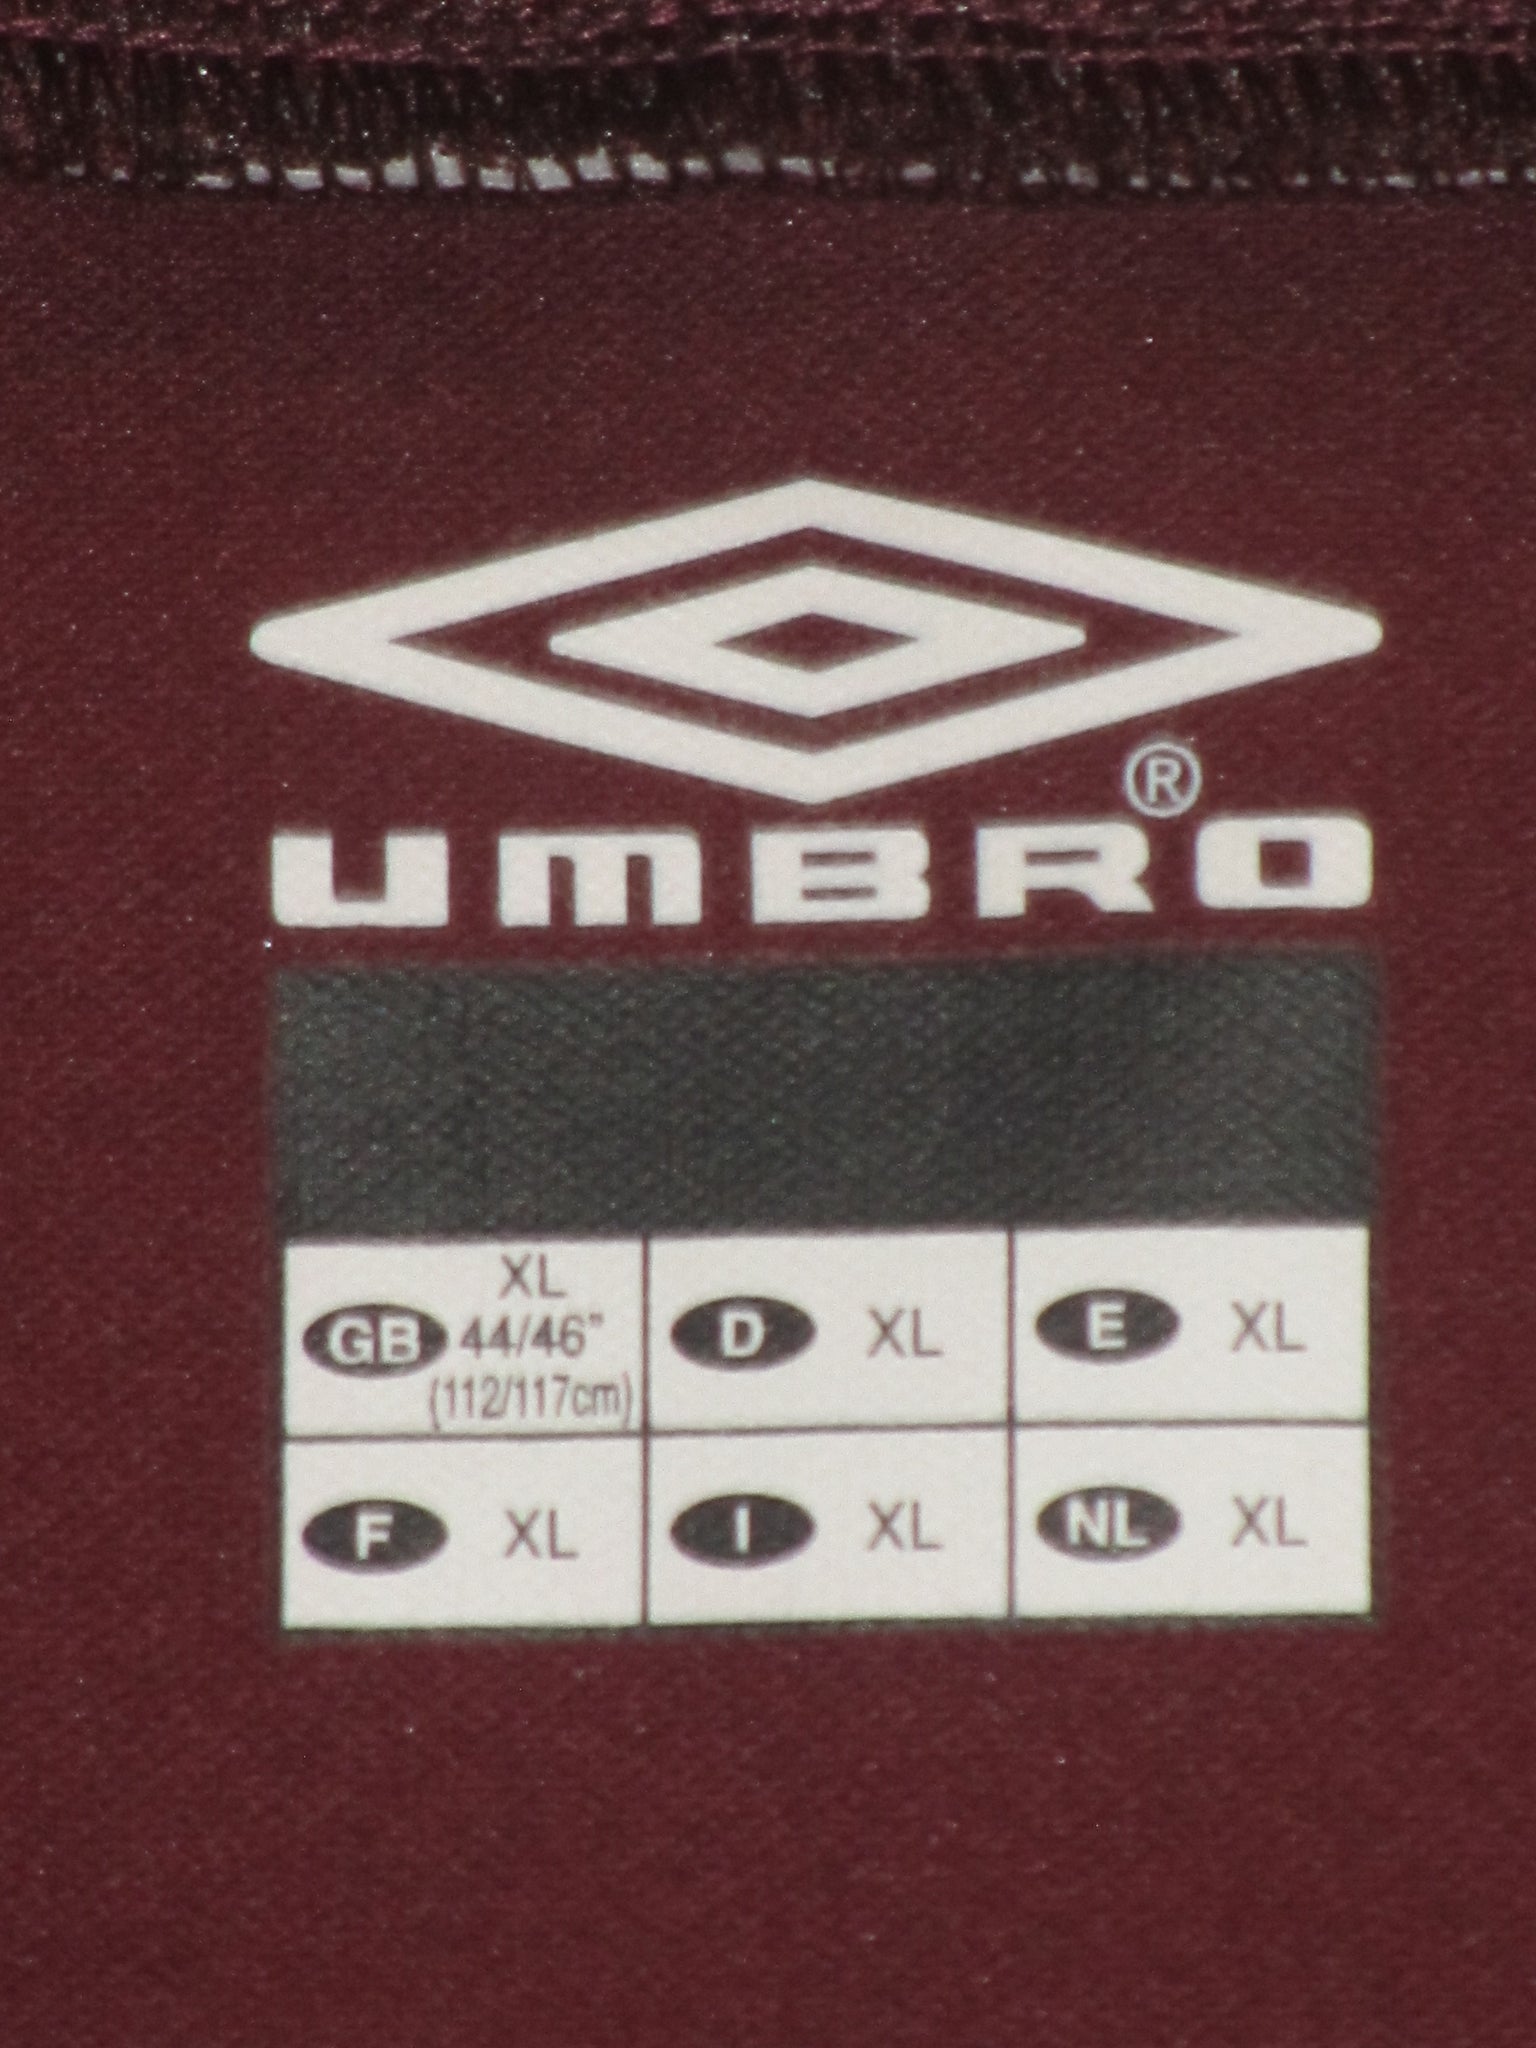 ®
UMBRO
GB XL 44/46”
(112/117cm)
D XL
E XL
F XL
I XL
NL XL